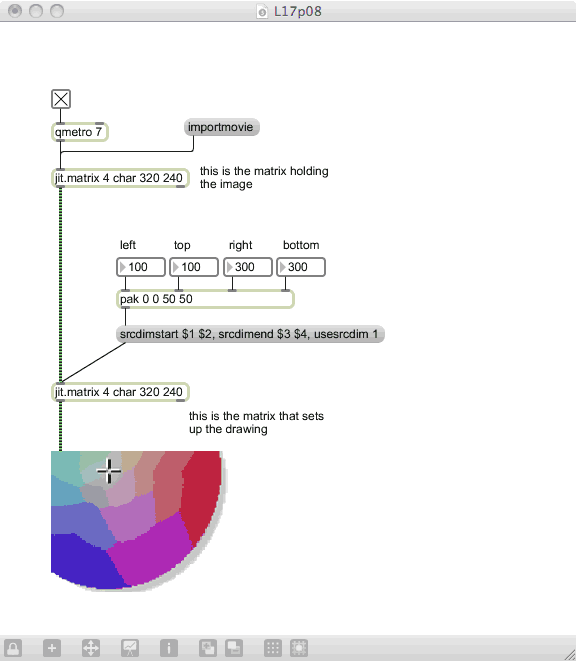 L17p08
qmetro 7
importmovie
jit.matrix 4 char 320 240
this is the matrix holding
the image
left top right bottom
100 100 300 300
pak 0 0 50 50
srcdimstart $1 $2, srcdimend $3 $4, usesrcdim 1
jit.matrix 4 char 320 240
this is the matrix that sets
up the drawing